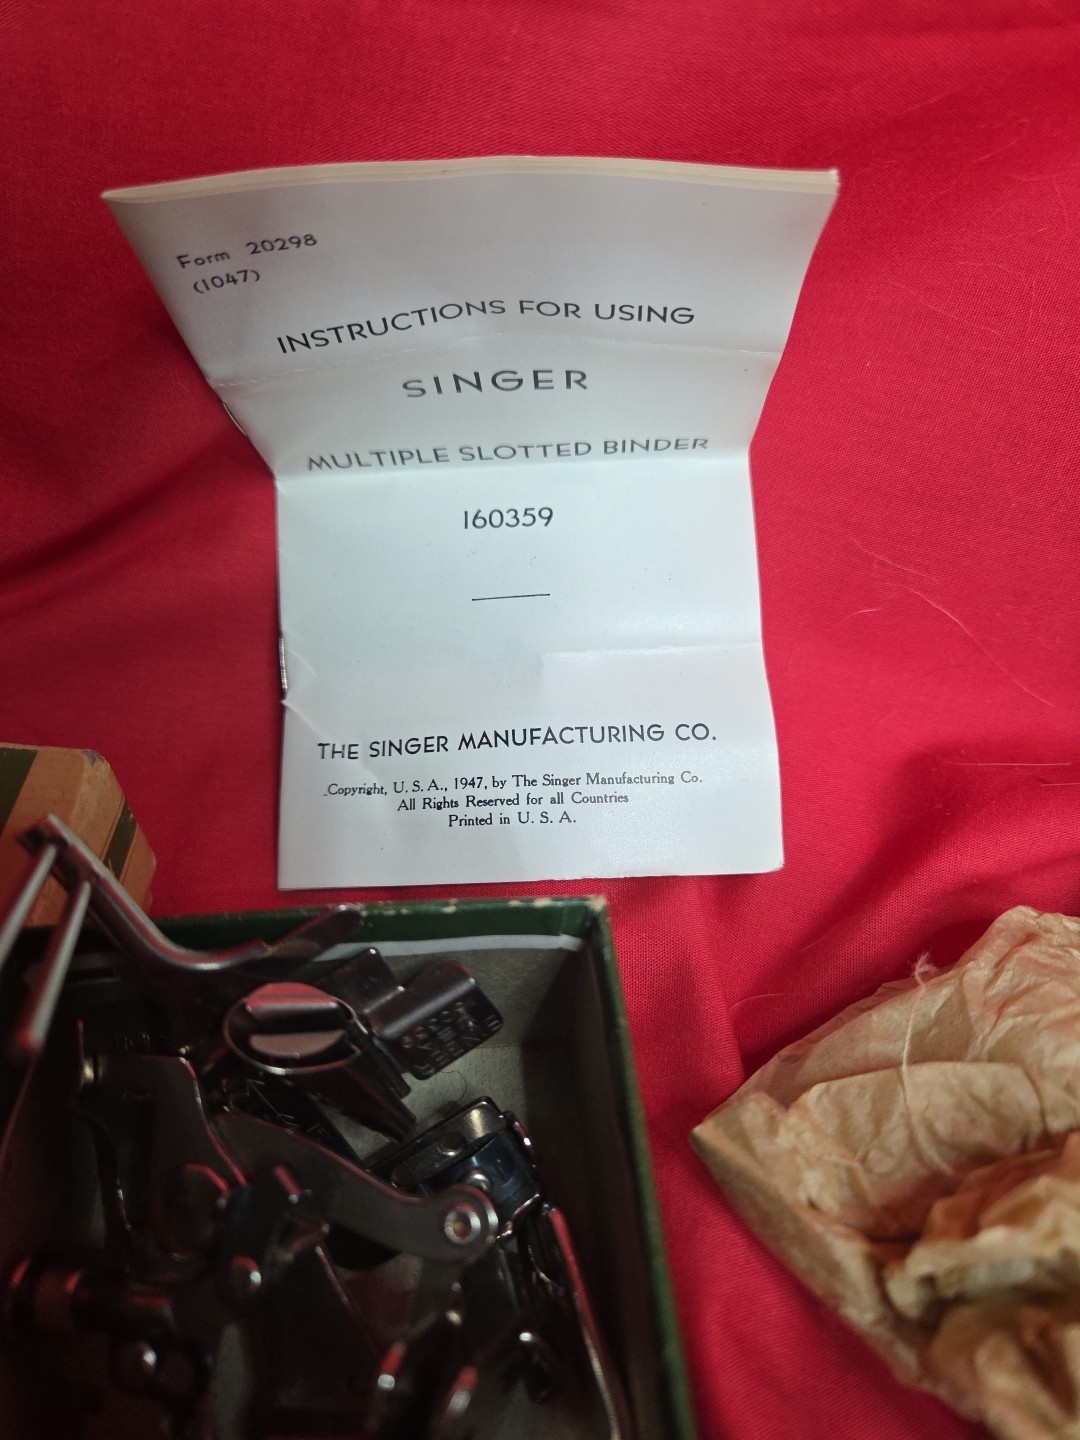 Form 20298
(1047)
INSTRUCTIONS FOR USING
SINGER
MULTIPLE SLOTTED BINDER
160359
THE SINGER MANUFACTURING CO.
Copyright, U. S. A., 1947, by The Singer Manufacturing Co.
All Rights Reserved for all Countries
Printed in U. S. A.